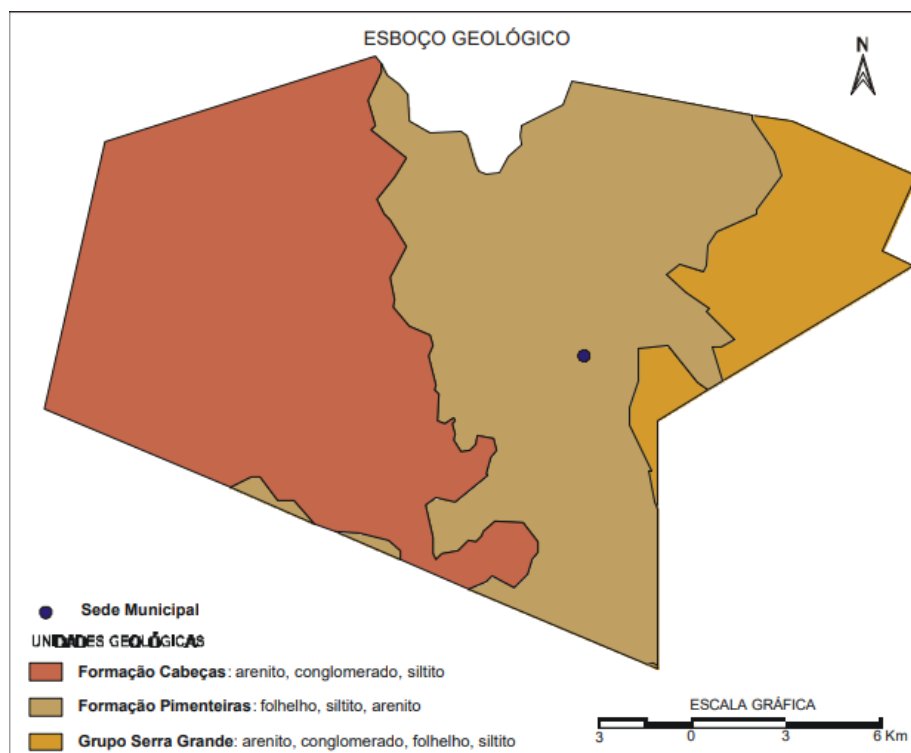 ESBOÇO GEOLÓGICO
N
Sede Municipal
UNIDADES GEOLÓGICAS
Formação Cabeças: arenito, conglomerado, siltito
Formação Pimenteiras: folhelho, siltito, arenito
Grupo Serra Grande: arenito, conglomerado, folhelho, siltito
ESCALA GRÁFICA
3 0 3 6 Km